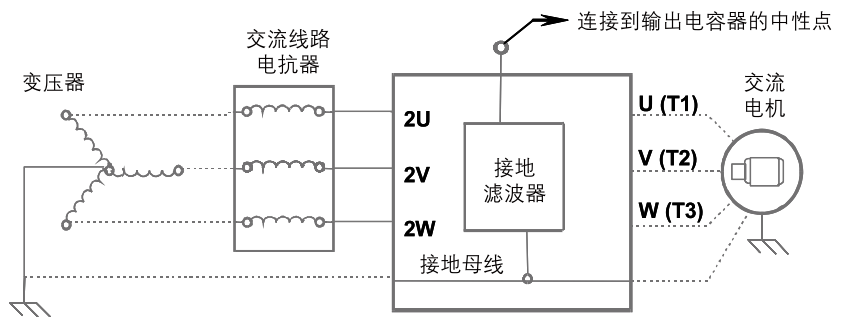 连接到输出电容器的中性点
交流线路
电抗器
变压器
交流
电机
2U
2V
2W
接地
滤波器
U (T1)
V (T2)
W (T3)
接地母线